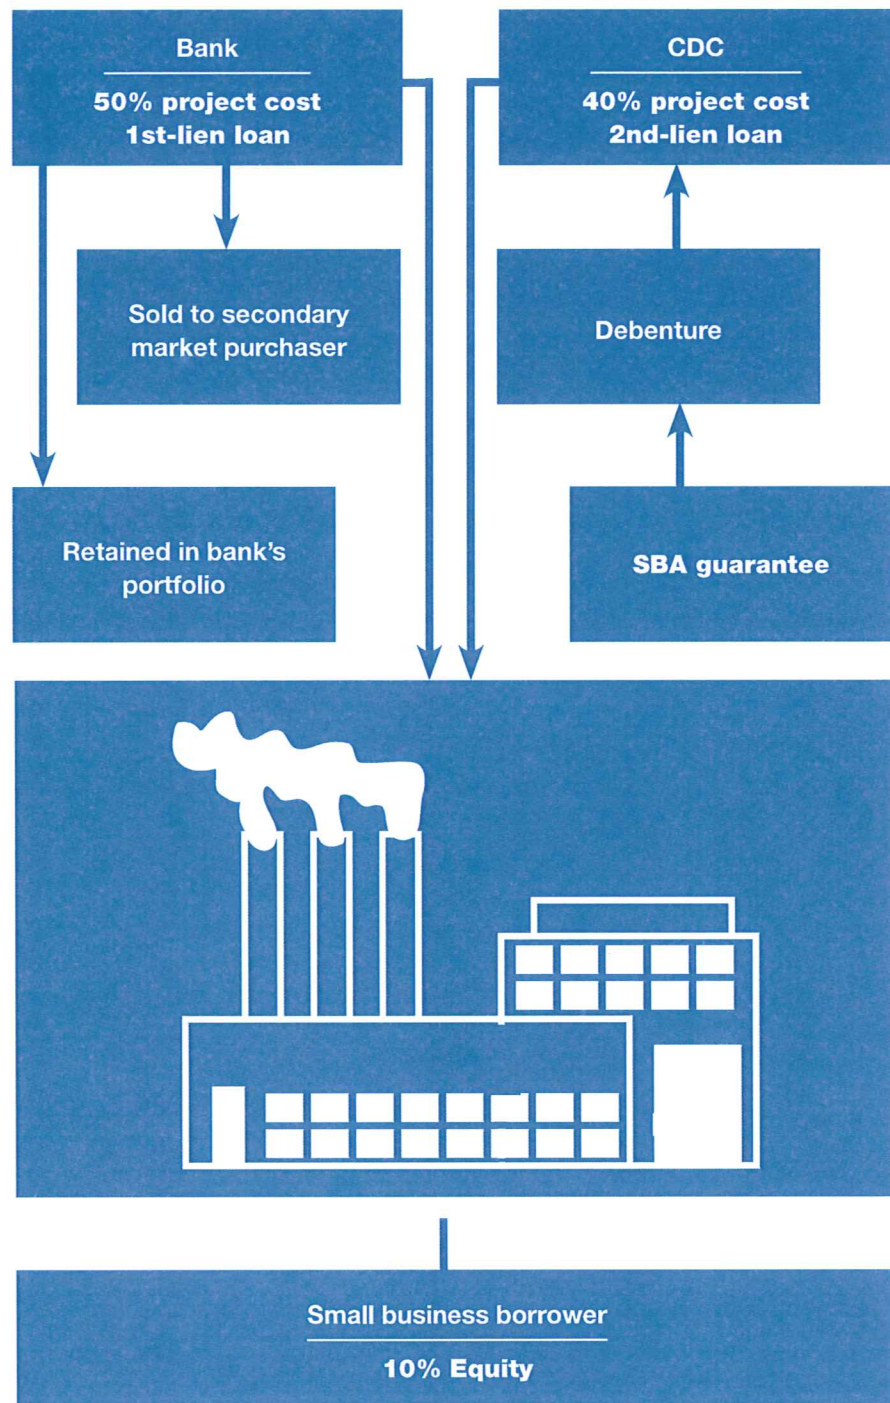 Bank
50% project cost
1st-lien loan
CDC
40% project cost
2nd-lien loan
Sold to secondary
market purchaser
Debenture
Retained in bank's
portfolio
SBA guarantee
Small business borrower
10% Equity